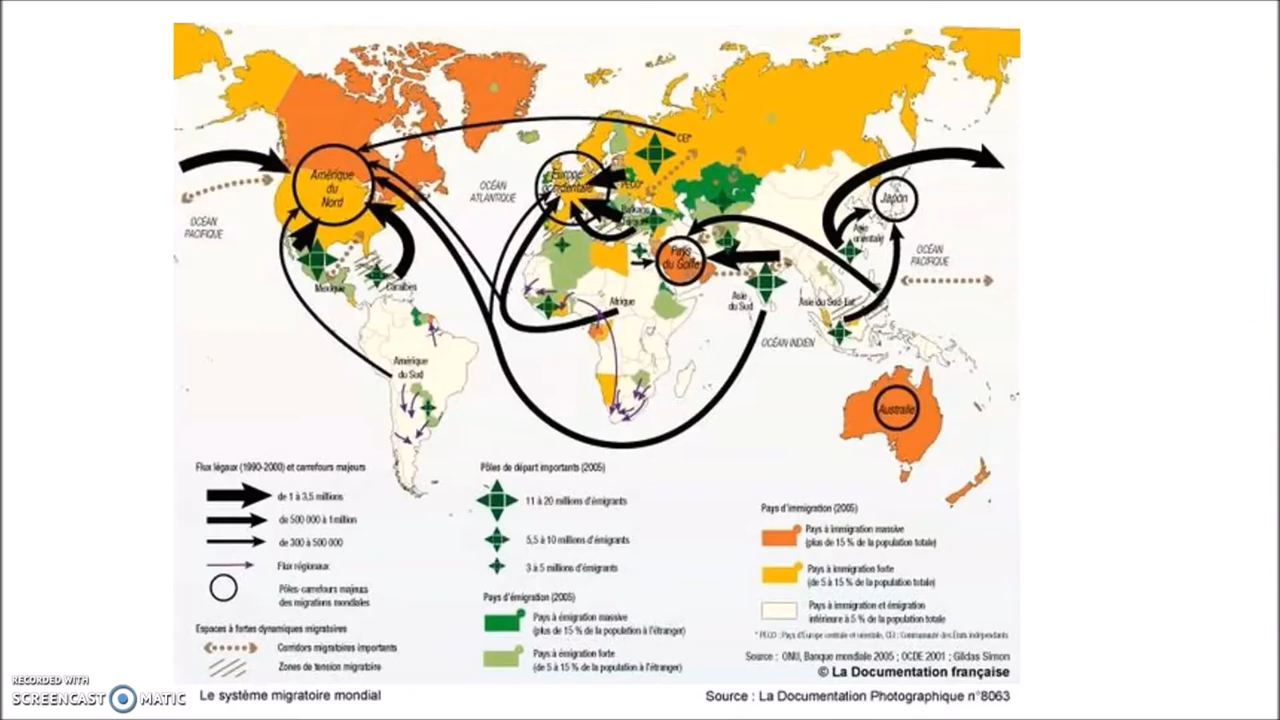 CEI*
Amérique
du
Nord
OCÉAN
ATLANTIQUE
Europe
occidentale
PECO*
Balkans
OCÉAN
PACIFIQUE
Japon
Asie
orientale
OCÉAN
PACIFIQUE
Pays
du Golfe
Mexique
Caraïbes
Afrique
Asie
du Sud
Asie du Sud-Est
OCÉAN INDIEN
Amérique
du Sud
Australie
Flux légaux (1990-2000) et carrefours majeurs
de 1 à 3,5 millions
de 500 000 à 1 million
de 300 à 500 000
Flux régionaux
Pôles-carrefours majeurs
des migrations mondiales
Espaces à fortes dynamiques migratoires
Corridors migratoires importants
Zones de tension migratoire
Pôles de départ importants (2005)
11 à 20 millions d'émigrants
5,5 à 10 millions d'émigrants
3 à 5 millions d'émigrants
Pays d'émigration (2005)
Pays à émigration massive
(plus de 15 % de la population à l'étranger)
Pays à émigration forte
(de 5 à 15 % de la population à l'étranger)
Pays d'immigration (2005)
Pays à immigration massive
(plus de 15 % de la population totale)
Pays à immigration forte
(de 5 à 15 % de la population totale)
Pays à immigration et émigration
inférieure à 5 % de la population totale
* PECO : Pays d'Europe centrale et orientale, CEI : Communauté des États indépendants
Source : ONU, Banque mondiale 2005 ; OCDE 2001 ; Gildas Simon
© La Documentation française
RECORDED WITH
SCREENCAST MATIC
Le système migratoire mondial
Source : La Documentation Photographique n°8063